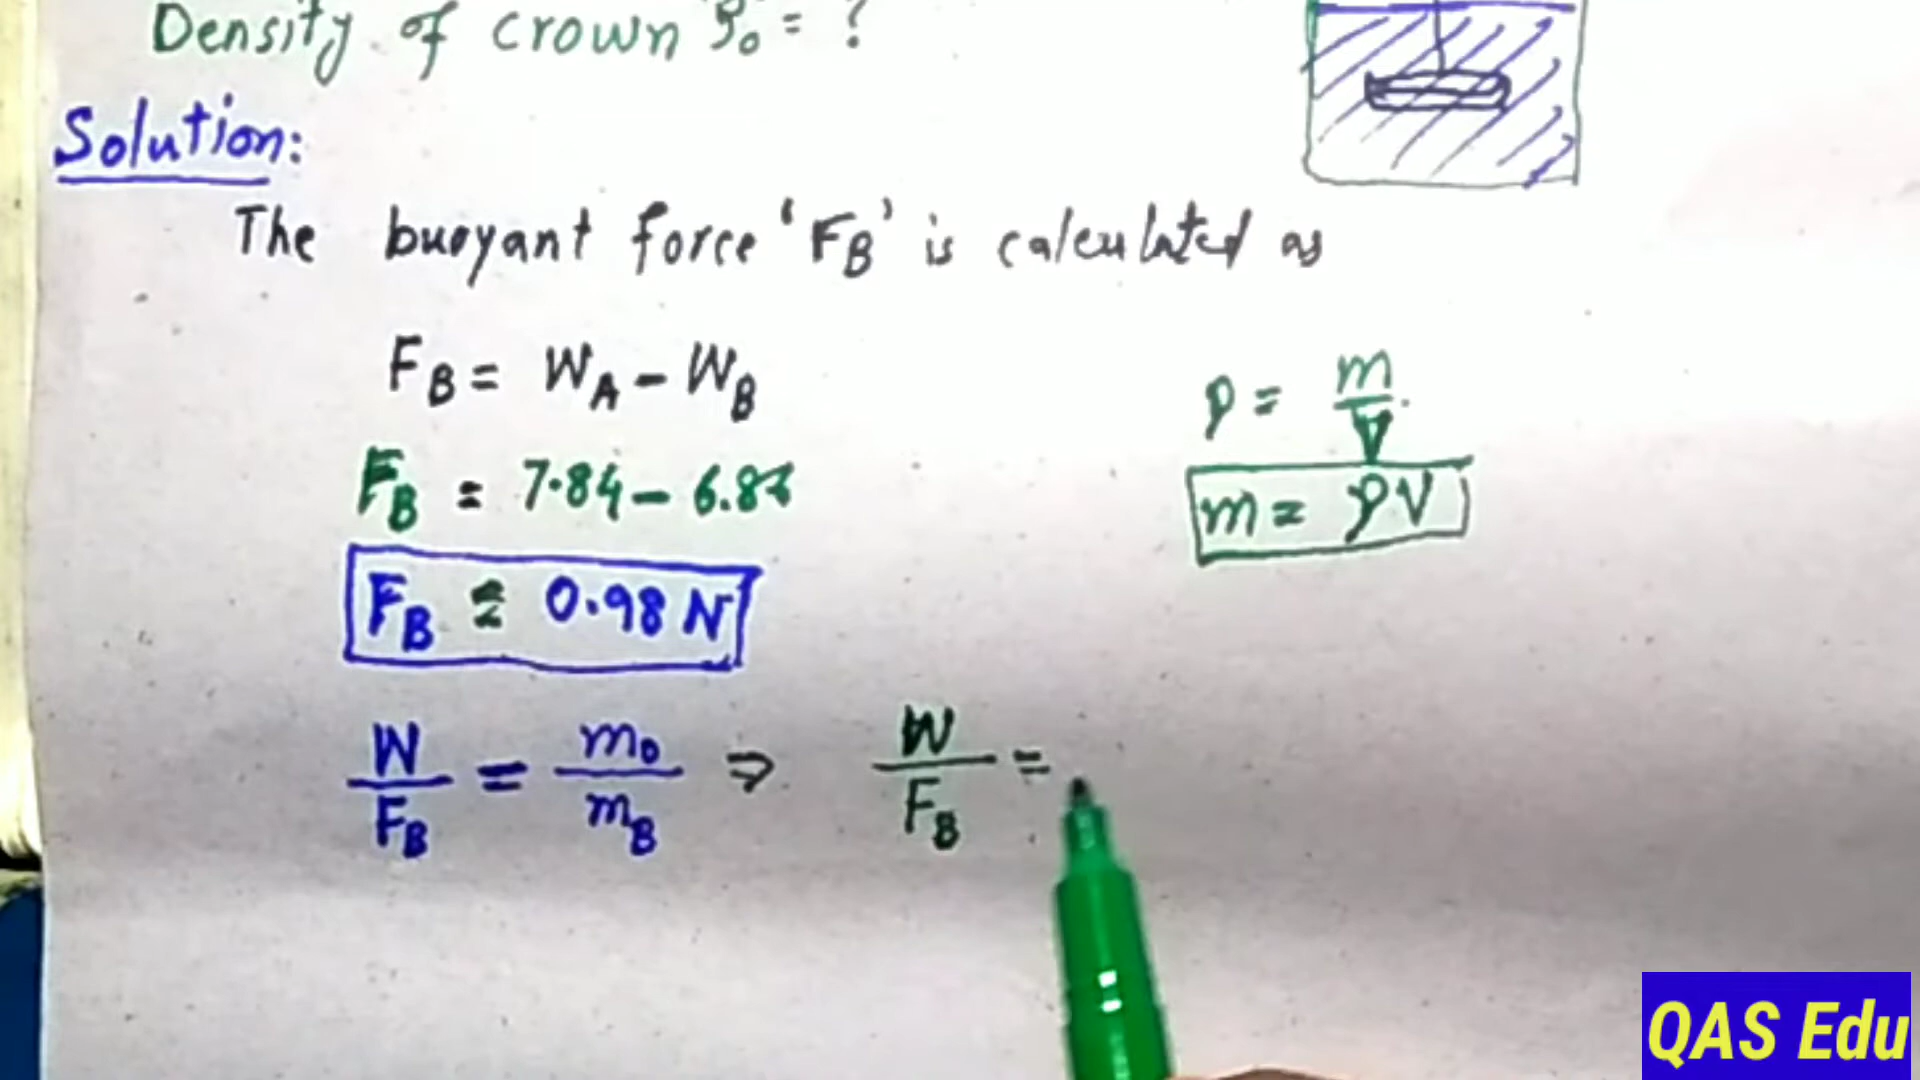 Density of crown ρ₀ = ?
Solution:
The buoyant force 'F_B' is calculated as
F_B = W_A - W_B
ρ = m/V
F_B = 7.84 - 6.86
m = ρV
F_B = 0.98 N
W/F_B = m₀/m_B ⇒ W/F_B =
QAS Edu